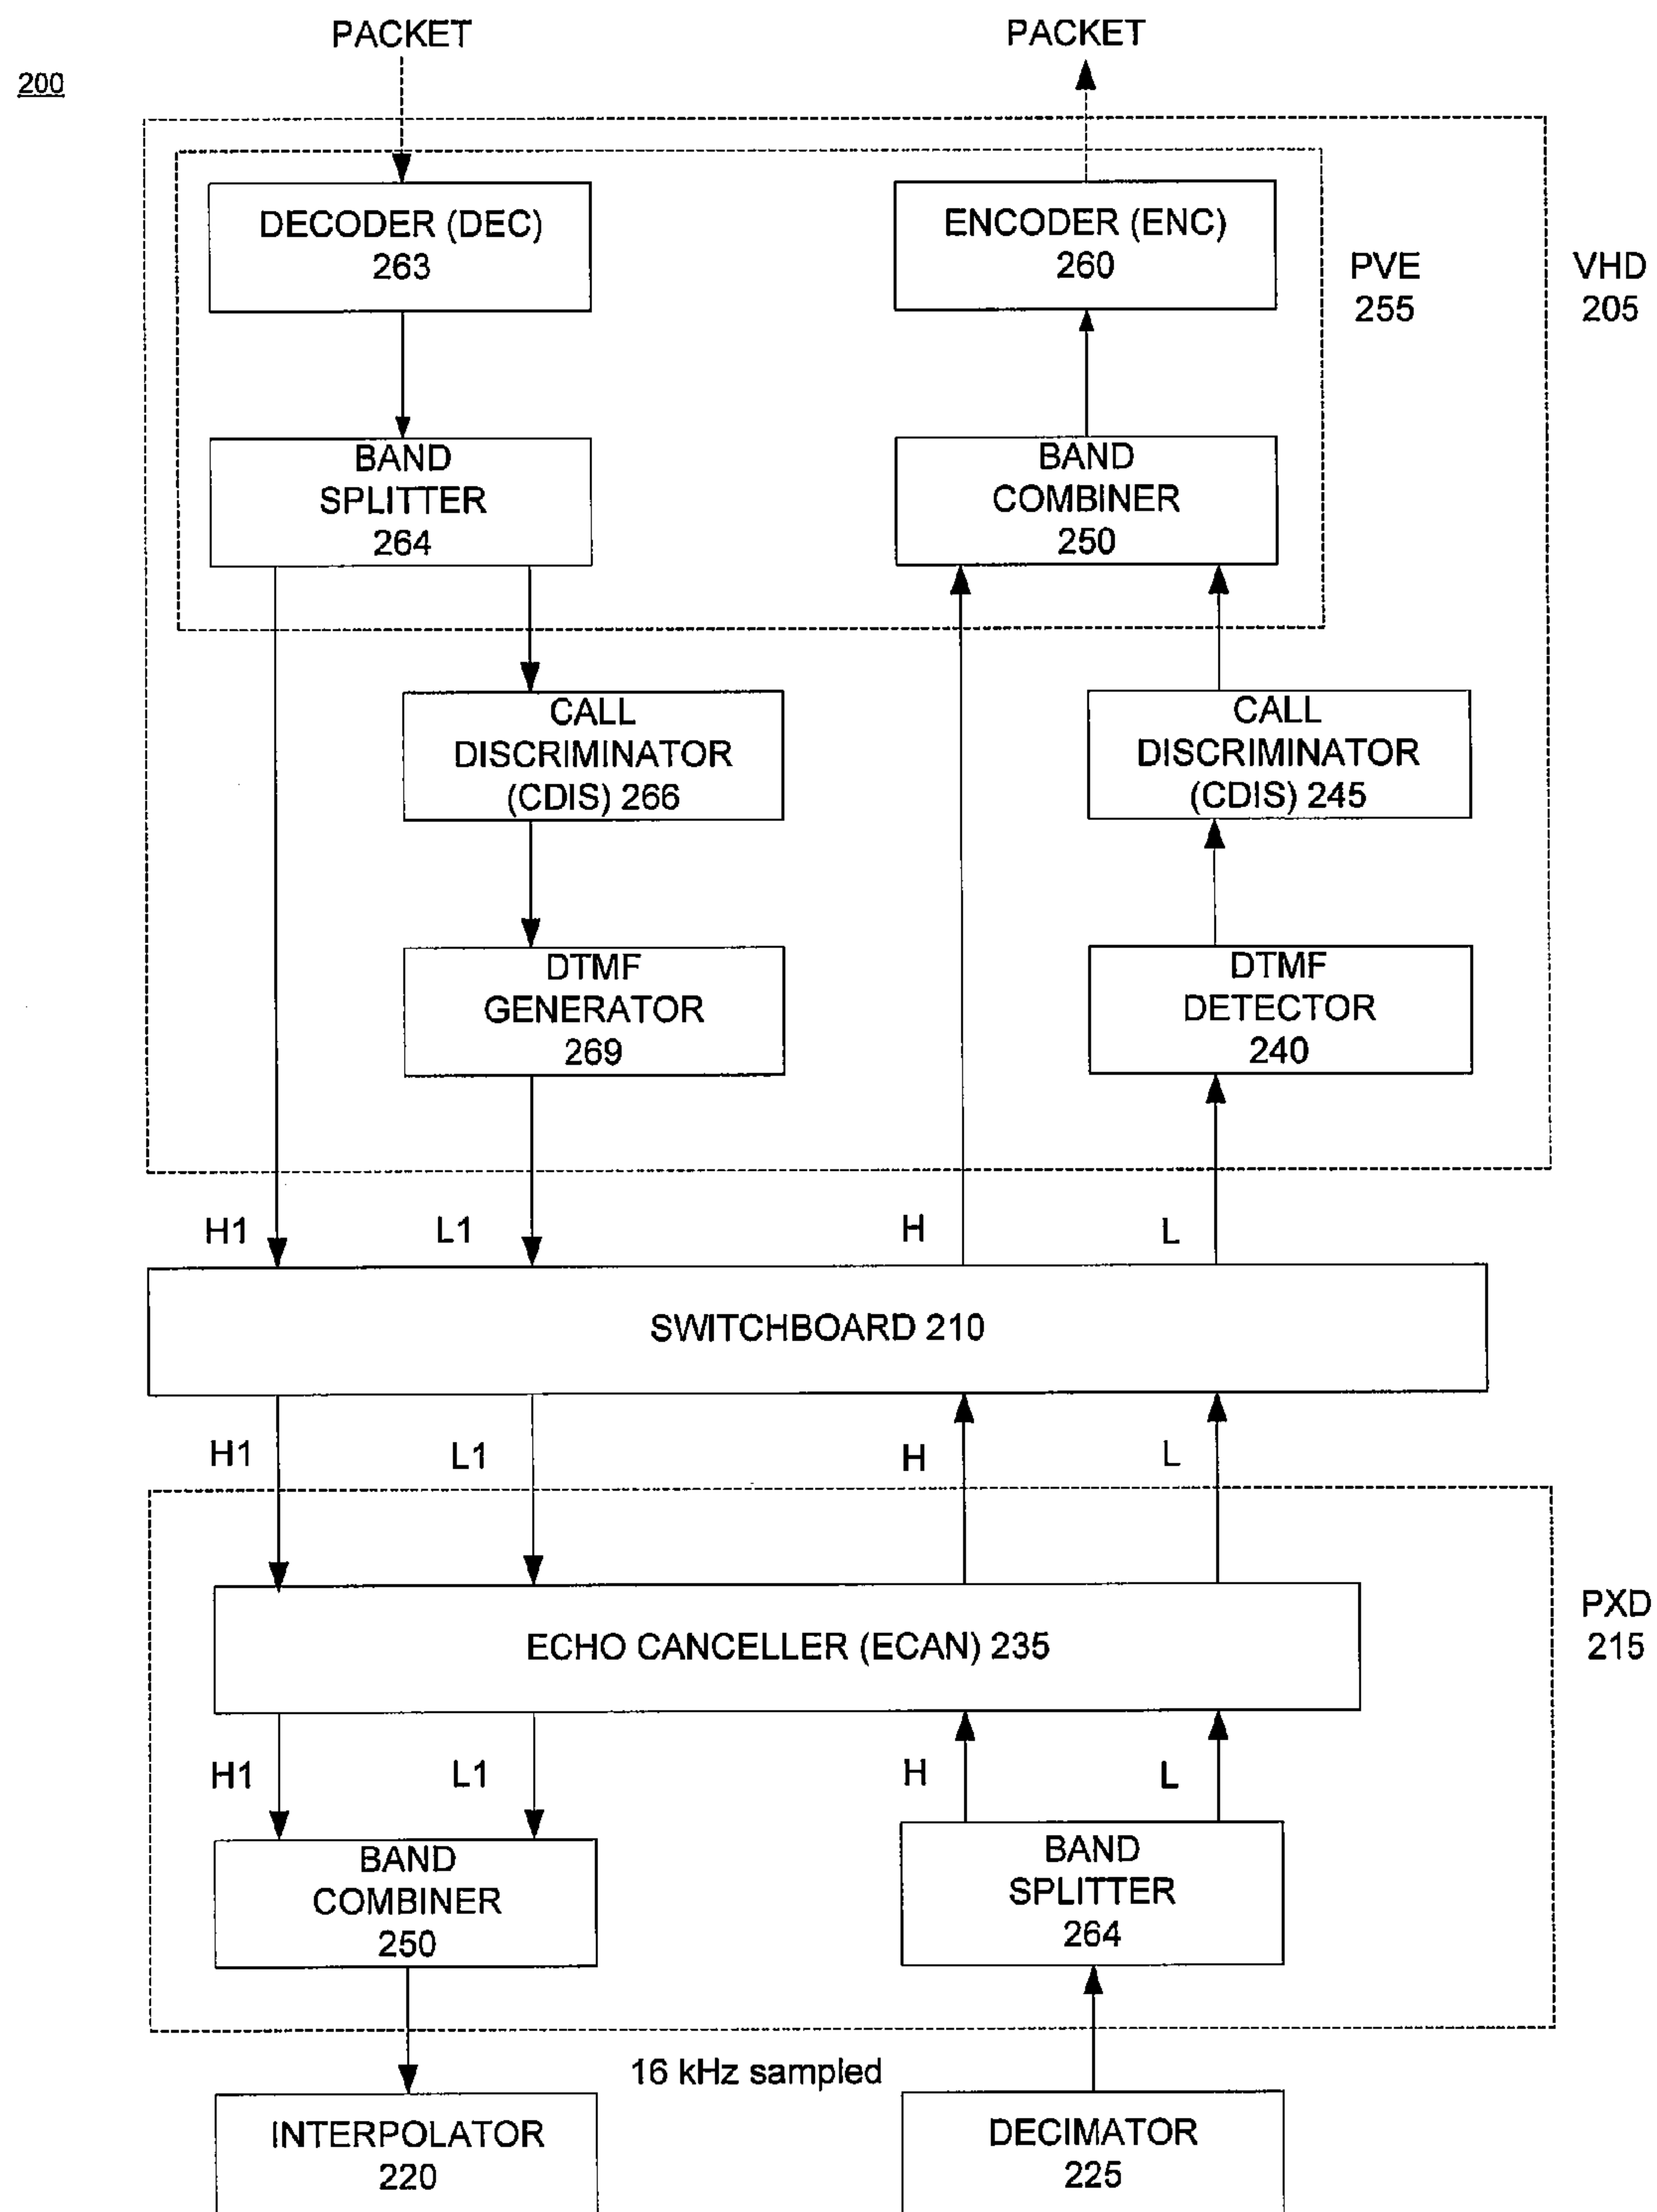 PACKET
PACKET
200
DECODER (DEC)
263
ENCODER (ENC)
260
PVE
255
VHD
205
BAND
SPLITTER
264
BAND
COMBINER
250
CALL
DISCRIMINATOR
(CDIS) 266
CALL
DISCRIMINATOR
(CDIS) 245
DTMF
GENERATOR
269
DTMF
DETECTOR
240
H1
L1
H
L
SWITCHBOARD 210
H1
L1
H
L
ECHO CANCELLER (ECAN) 235
PXD
215
H1
L1
H
L
BAND
COMBINER
250
BAND
SPLITTER
264
16 kHz sampled
INTERPOLATOR
220
DECIMATOR
225